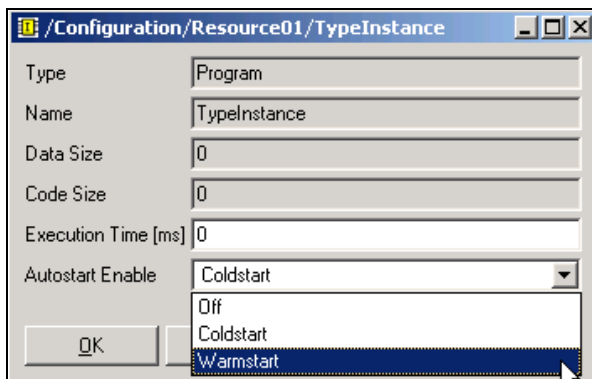 /Configuration/Resource01/TypeInstance
Type Program
Name TypeInstance
Data Size 0
Code Size 0
Execution Time [ms] 0
Autostart Enable Coldstart
Off
Coldstart
OK Warmstart